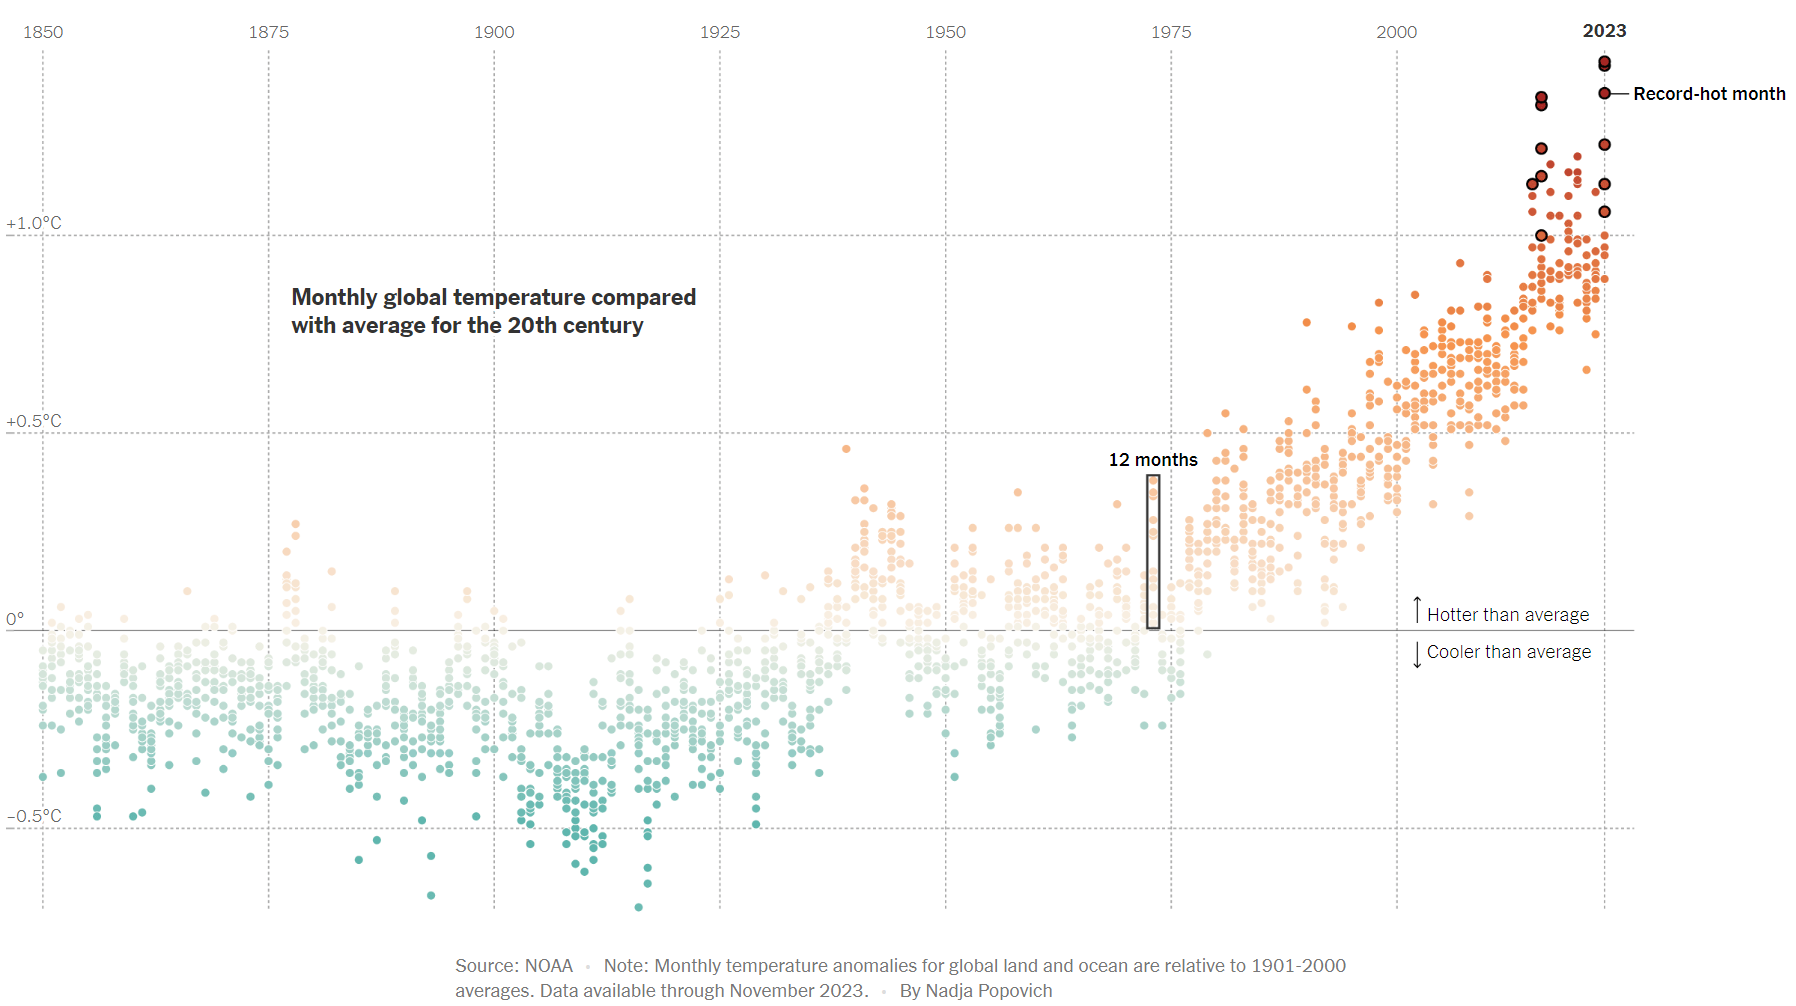 1850 1875 1900 1925 1950 1975 2000 2023
Record-hot month
+1.0°C
Monthly global temperature compared
with average for the 20th century
+0.5°C
12 months
0°
Hotter than average
Cooler than average
−0.5°C
Source: NOAA • Note: Monthly temperature anomalies for global land and ocean are relative to 1901-2000
averages. Data available through November 2023. • By Nadja Popovich